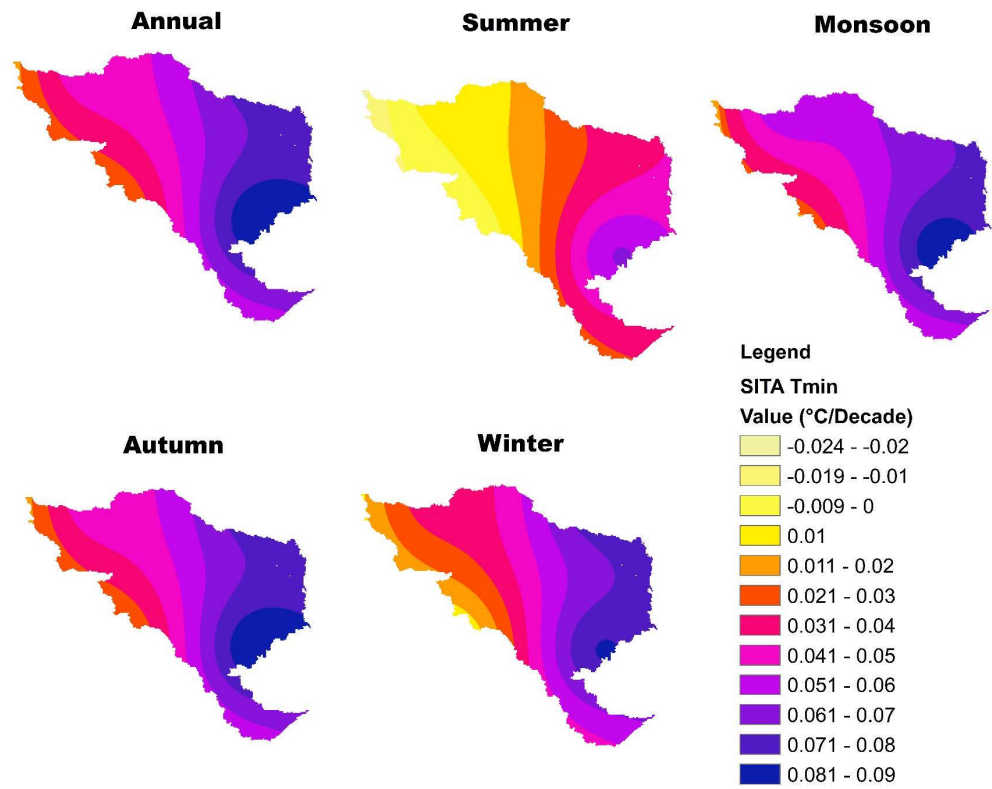 Annual
Summer
Monsoon
Autumn
Winter
Legend
SITA Tmin
Value (°C/Decade)
-0.024 - -0.02
-0.019 - -0.01
-0.009 - 0
0.01
0.011 - 0.02
0.021 - 0.03
0.031 - 0.04
0.041 - 0.05
0.051 - 0.06
0.061 - 0.07
0.071 - 0.08
0.081 - 0.09